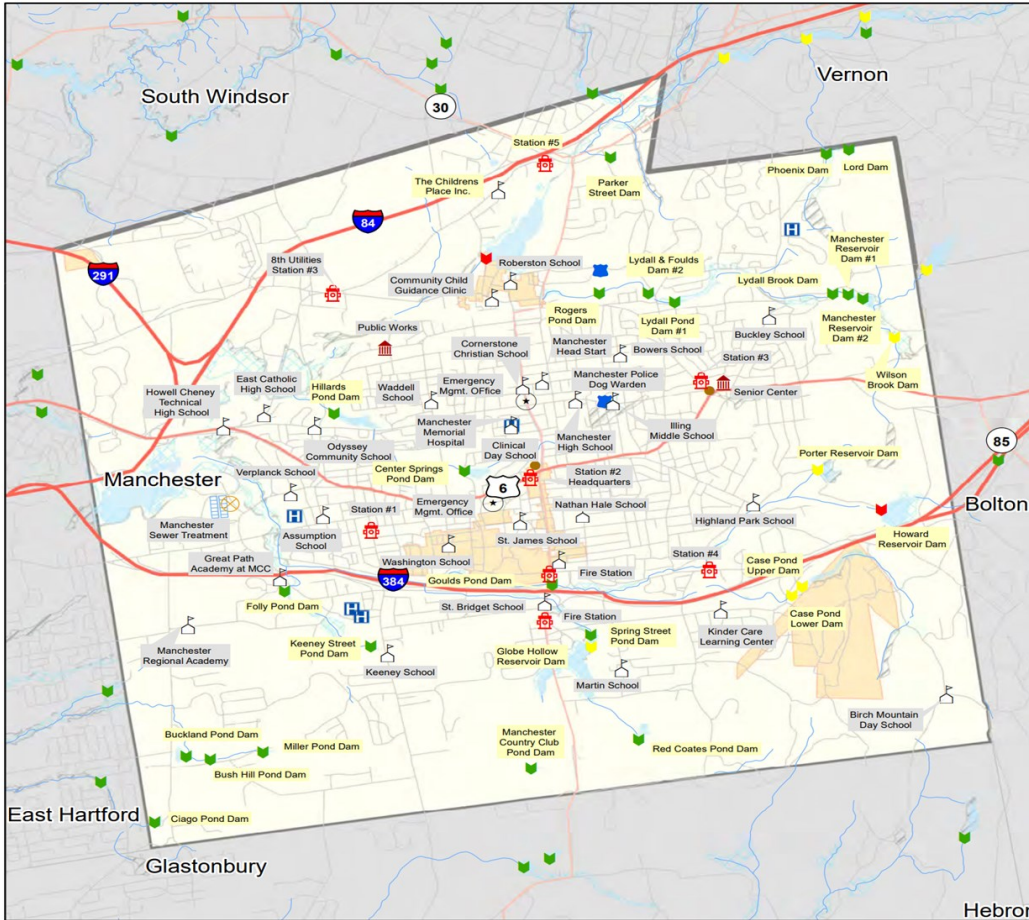 Vernon
South Windsor
30
Station #5
Phoenix Dam
Lord Dam
The Childrens
Place Inc.
Parker
Street Dam
84
291
8th Utilities
Station #3
Community Child
Guidance Clinic
Roberston School
Lydall & Foulds
Dam #2
Manchester
Reservoir
Dam #1
Lydall Brook Dam
H
Rogers
Pond Dam
Lydall Pond
Dam #1
Buckley School
Manchester
Reservoir
Dam #2
Public Works
Cornerstone
Christian School
Manchester
Head Start
Bowers School
Station #3
Wilson
Brook Dam
Howell Cheney
Technical
High School
East Catholic
High School
Hillards
Pond Dam
Waddell
School
Emergency
Mgmt. Office
Manchester Police
Dog Warden
Senior Center
Manchester
Memorial
Hospital
H
Clinical
Day School
Manchester
High School
Illing
Middle School
Odyssey
Community School
85
Manchester
Verplanck School
Center Springs
Pond Dam
Station #2
Headquarters
Porter Reservoir Dam
6
Bolton
Manchester
Sewer Treatment
H
Assumption
School
Station #1
Emergency
Mgmt. Office
Nathan Hale School
Highland Park School
Howard
Reservoir Dam
St. James School
Great Path
Academy at MCC
Washington School
384
Goulds Pond Dam
Fire Station
Station #4
Case Pond
Upper Dam
Folly Pond Dam
H
H
St. Bridget School
Fire Station
Case Pond
Lower Dam
Kinder Care
Learning Center
Manchester
Regional Academy
Keeney Street
Pond Dam
Keeney School
Globe Hollow
Reservoir Dam
Spring Street
Pond Dam
Martin School
Birch Mountain
Day School
Buckland Pond Dam
Miller Pond Dam
Bush Hill Pond Dam
Manchester
Country Club
Pond Dam
Red Coates Pond Dam
East Hartford
Ciago Pond Dam
Glastonbury
Hebron